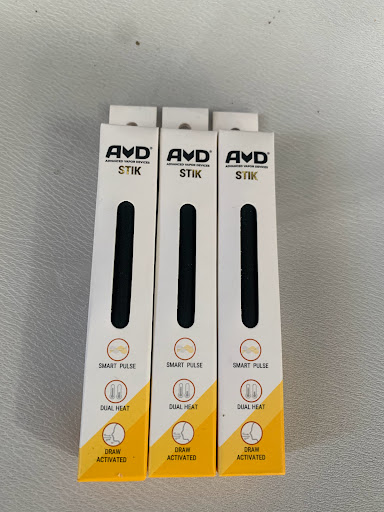 AVD®
ADVANCED VAPOR DEVICES
STIK
SMART PULSE
DUAL HEAT
DRAW
ACTIVATED
AVD®
ADVANCED VAPOR DEVICES
STIK
SMART PULSE
DUAL HEAT
DRAW
ACTIVATED
AVD®
ADVANCED VAPOR DEVICES
STIK
SMART PULSE
DUAL HEAT
DRAW
ACTIVATED